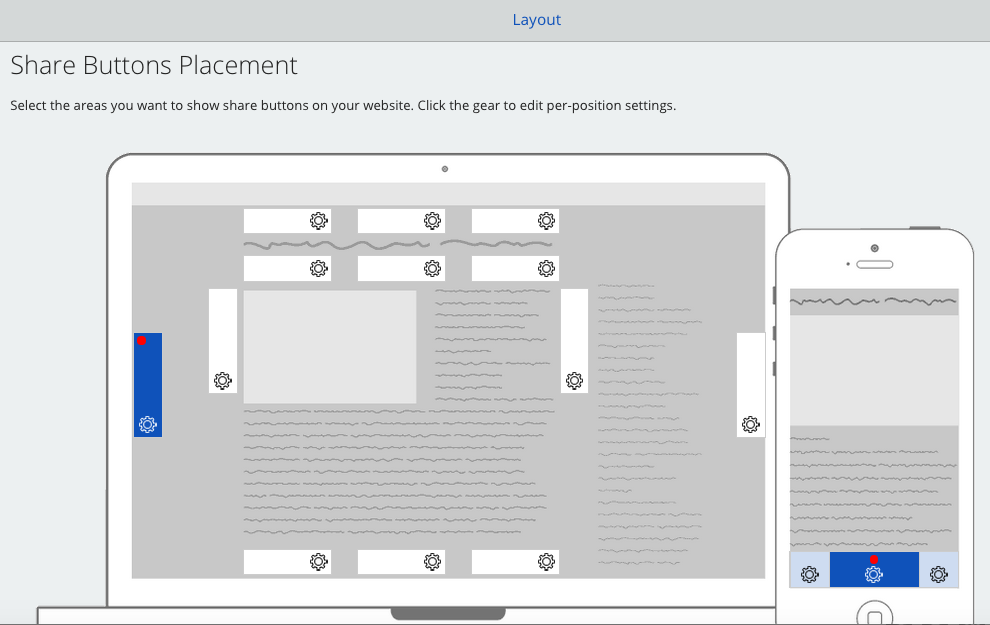 Layout
Share Buttons Placement
Select the areas you want to show share buttons on your website. Click the gear to edit per-position settings.